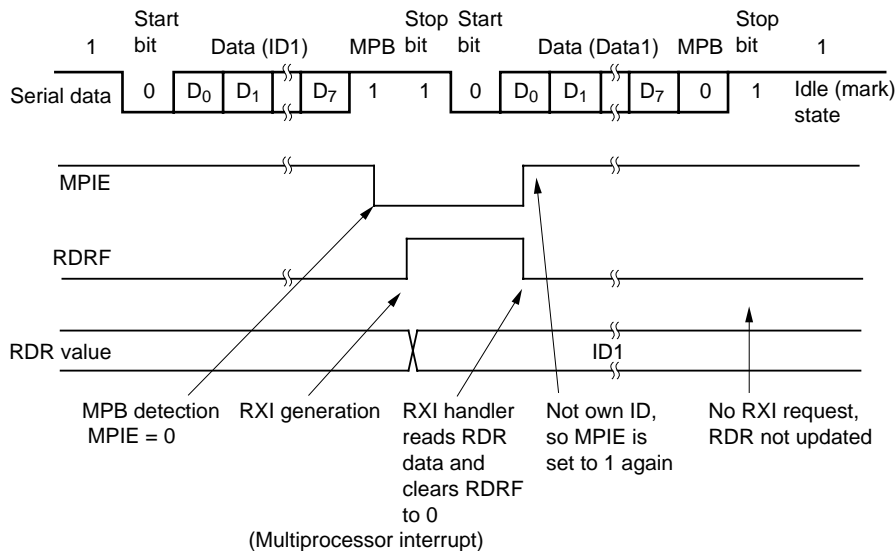 1 Start bit Data (ID1) MPB Stop bit Start bit Data (Data1) MPB Stop bit 1
Serial data 0 D0 D1 D7 1 1 0 D0 D1 D7 0 1 Idle (mark) state
MPIE
RDRF
RDR value ID1
MPB detection
MPIE = 0
RXI generation
RXI handler
reads RDR
data and
clears RDRF
to 0
(Multiprocessor interrupt)
Not own ID,
so MPIE is
set to 1 again
No RXI request,
RDR not updated